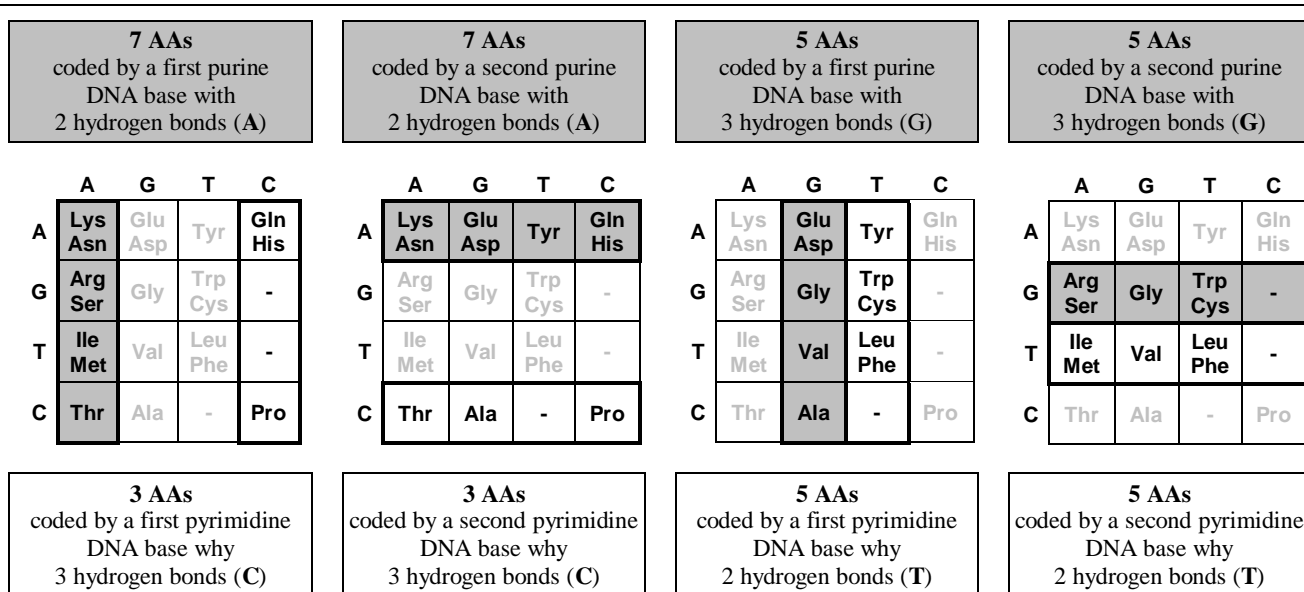 7 AAs
coded by a first purine
DNA base with
2 hydrogen bonds (A)
7 AAs
coded by a second purine
DNA base with
2 hydrogen bonds (A)
5 AAs
coded by a first purine
DNA base with
3 hydrogen bonds (G)
5 AAs
coded by a second purine
DNA base with
3 hydrogen bonds (G)
A G T C
A Lys Glu Tyr Gln
Asn Asp His
G Arg Gly Trp -
Ser Cys
T Ile Val Leu -
Met Phe
C Thr Ala - Pro
A G T C
A Lys Glu Tyr Gln
Asn Asp His
G Arg Gly Trp -
Ser Cys
T Ile Val Leu -
Met Phe
C Thr Ala - Pro
A G T C
A Lys Glu Tyr Gln
Asn Asp His
G Arg Gly Trp -
Ser Cys
T Ile Val Leu -
Met Phe
C Thr Ala - Pro
A G T C
A Lys Glu Tyr Gln
Asn Asp His
G Arg Gly Trp -
Ser Cys
T Ile Val Leu -
Met Phe
C Thr Ala - Pro
3 AAs
coded by a first pyrimidine
DNA base why
3 hydrogen bonds (C)
3 AAs
coded by a second pyrimidine
DNA base why
3 hydrogen bonds (C)
5 AAs
coded by a first pyrimidine
DNA base why
2 hydrogen bonds (T)
5 AAs
coded by a second pyrimidine
DNA base why
2 hydrogen bonds (T)